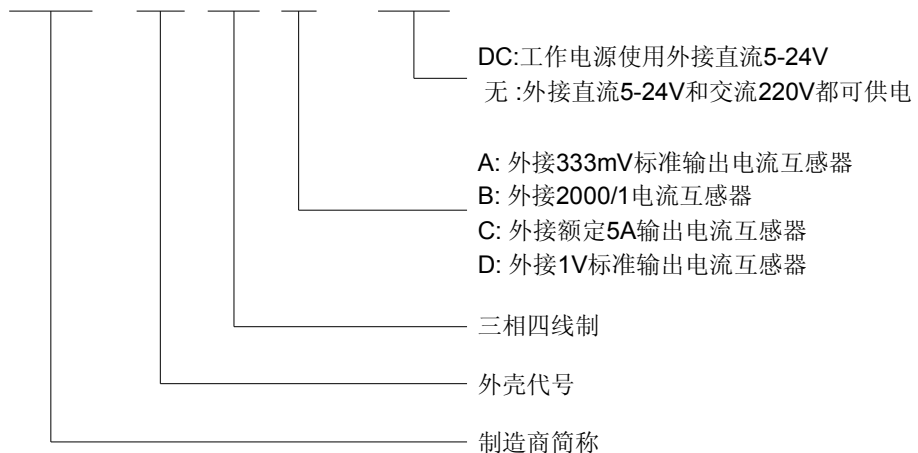 DC:工作电源使用外接直流5-24V
无 :外接直流5-24V和交流220V都可供电
A: 外接333mV标准输出电流互感器
B: 外接2000/1电流互感器
C: 外接额定5A输出电流互感器
D: 外接1V标准输出电流互感器
三相四线制
外壳代号
制造商简称